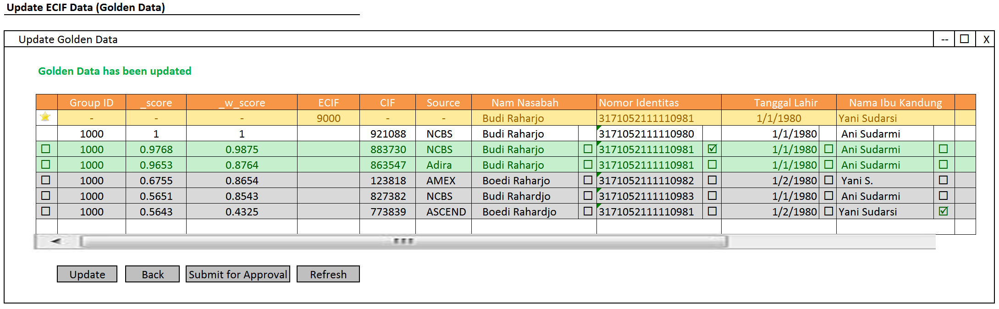 Update ECIF Data (Golden Data)
Update Golden Data -- X
Golden Data has been updated
Group ID _score _w_score ECIF CIF Source Nam Nasabah Nomor Identitas Tanggal Lahir Nama Ibu Kandung
- - - 9000 - - Budi Raharjo 3171052111110981 1/1/1980 Yani Sudarsi
1000 1 1 921088 NCBS Budi Raharjo 3171052111110980 1/1/1980 Ani Sudarmi
1000 0.9768 0.9875 883730 NCBS Budi Raharjo 3171052111110981 1/1/1980 Ani Sudarmi
1000 0.9653 0.8764 863547 Adira Budi Raharjo 3171052111110981 1/1/1980 Ani Sudarmi
1000 0.6755 0.8654 123818 AMEX Boedi Raharjo 3171052111110982 1/2/1980 Yani S.
1000 0.5651 0.8543 827382 NCBS Budi Rahardjo 3171052111110983 1/1/1980 Ani Sudarmi
1000 0.5643 0.4325 773839 ASCEND Boedi Rahardjo 3171052111110981 1/2/1980 Yani Sudarsi
Update Back Submit for Approval Refresh